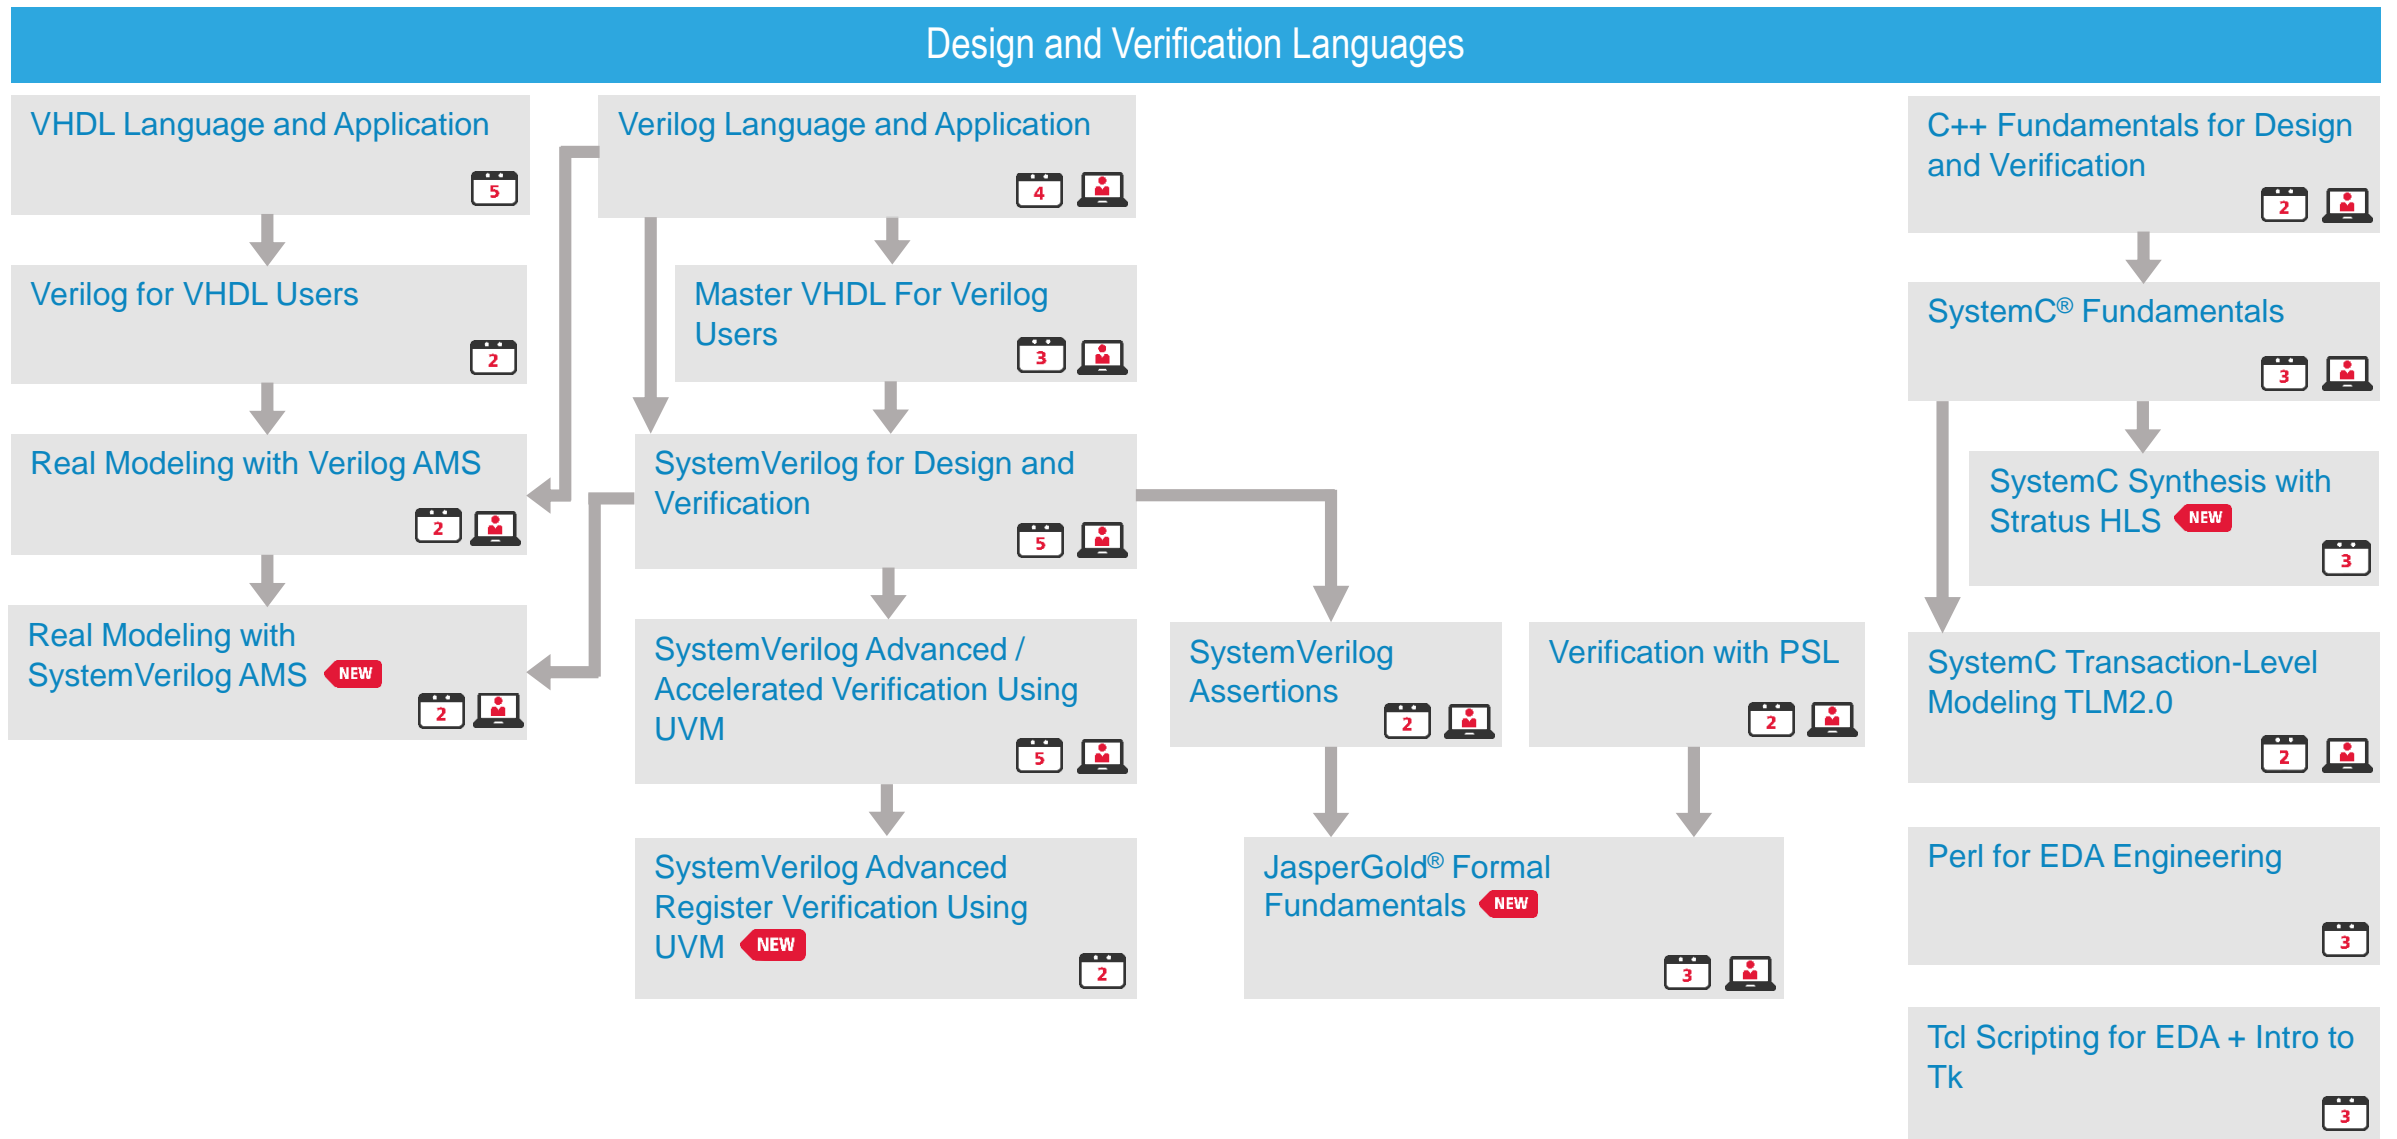 Design and Verification Languages
VHDL Language and Application
5
Verilog for VHDL Users
2
Real Modeling with Verilog AMS
2
Real Modeling with
SystemVerilog AMS NEW
2
Verilog Language and Application
4
Master VHDL For Verilog
Users
3
SystemVerilog for Design and
Verification
5
SystemVerilog Advanced /
Accelerated Verification Using
UVM
5
SystemVerilog Advanced
Register Verification Using
UVM NEW
2
SystemVerilog
Assertions
2
Verification with PSL
2
JasperGold® Formal
Fundamentals NEW
3
C++ Fundamentals for Design
and Verification
2
SystemC® Fundamentals
3
SystemC Synthesis with
Stratus HLS NEW
3
SystemC Transaction-Level
Modeling TLM2.0
2
Perl for EDA Engineering
3
Tcl Scripting for EDA + Intro to
Tk
3